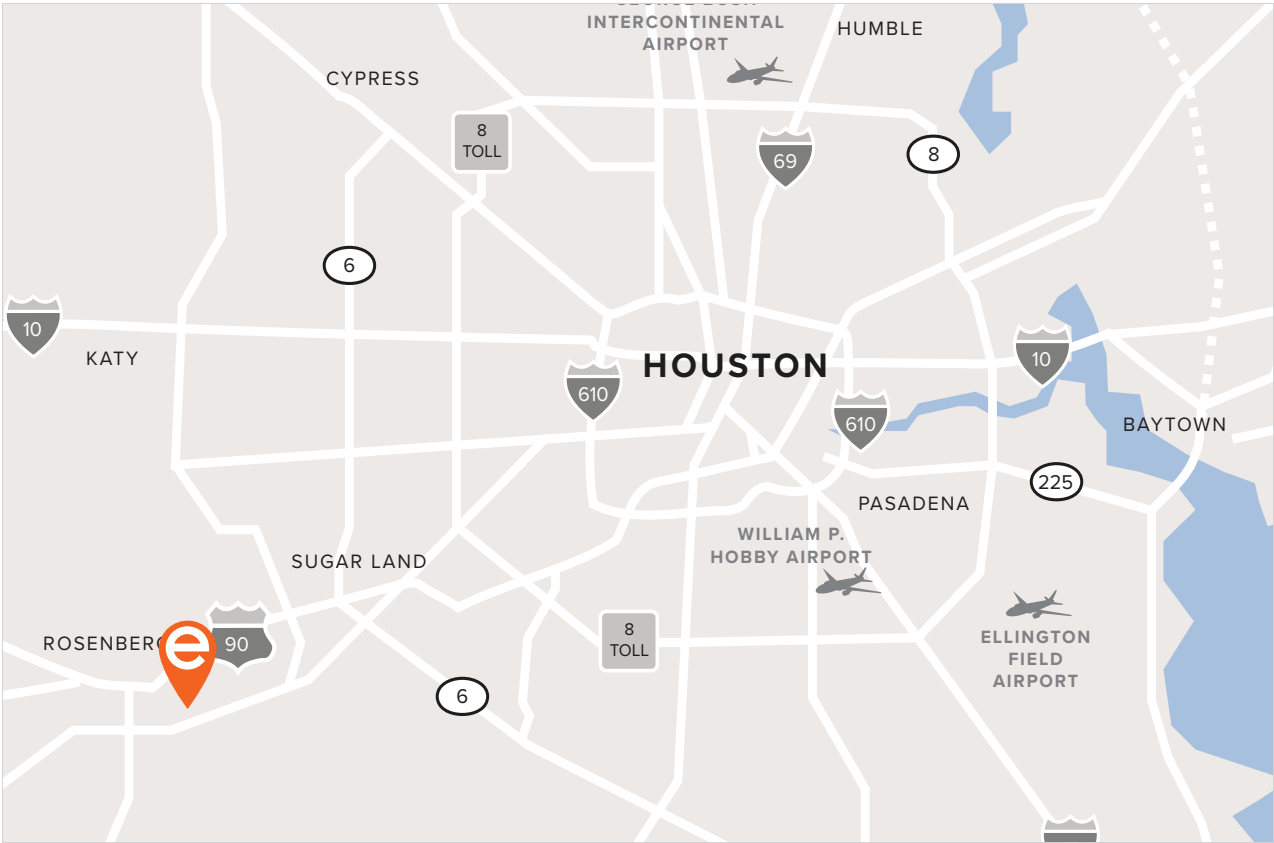 INTERCONTINENTAL
AIRPORT
HUMBLE
CYPRESS
8
TOLL
69
8
6
10
KATY
HOUSTON
10
610
610
BAYTOWN
225
PASADENA
WILLIAM P.
HOBBY AIRPORT
SUGAR LAND
ROSENBERG
e
90
8
TOLL
ELLINGTON
FIELD
AIRPORT
6